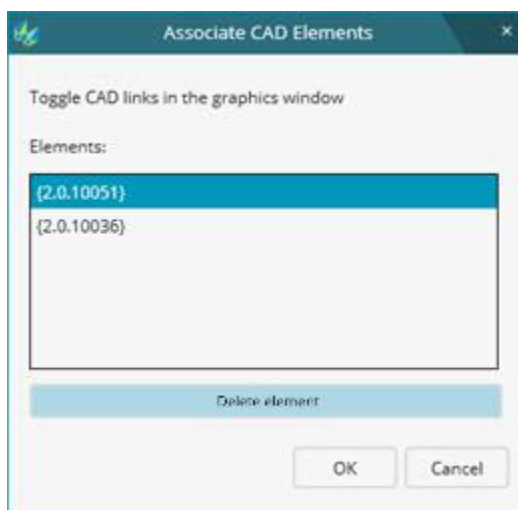 Associate CAD Elements
Toggle CAD links in the graphics window
Elements:
{2.0.10051}
{2.0.10036}
Delete element
OK
Cancel